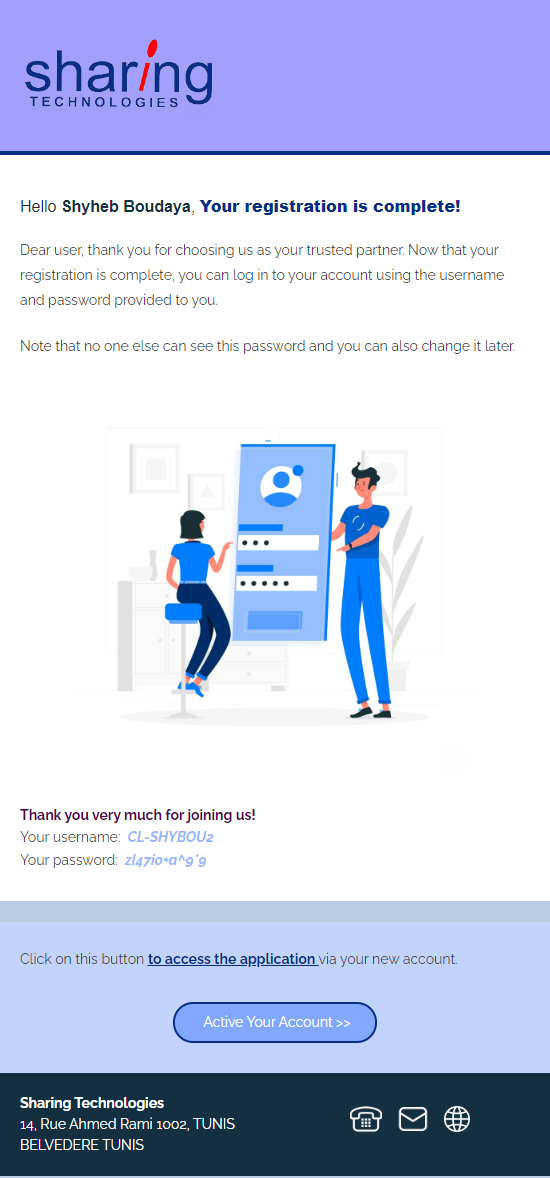 sharing
TECHNOLOGIES
Hello Shyheb Boudaya, Your registration is complete!
Dear user, thank you for choosing us as your trusted partner. Now that your
registration is complete, you can log in to your account using the username
and password provided to you.
Note that no one else can see this password and you can also change it later.
Thank you very much for joining us!
Your username: CL-SHYBOU2
Your password:
Click on this button to access the application via your new account.
Active Your Account >>
Sharing Technologies
14, Rue Ahmed Rami 1002, TUNIS
BELVEDERE TUNIS